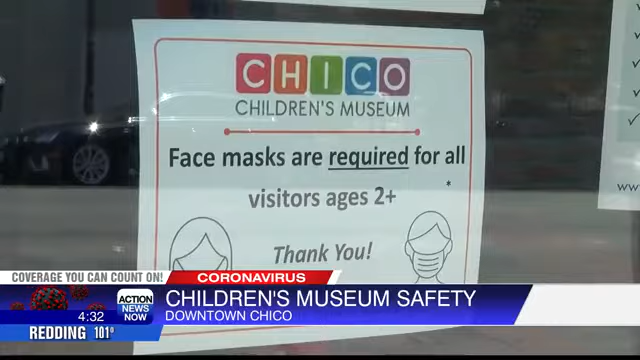 CHICO
CHILDREN'S MUSEUM
Face masks are required for all
visitors ages 2+
*
Thank You!
www.
COVERAGE YOU CAN COUNT ON!
CORONAVIRUS
4:32
ACTION
NEWS
NOW
CHILDREN'S MUSEUM SAFETY
DOWNTOWN CHICO
REDDING 101°